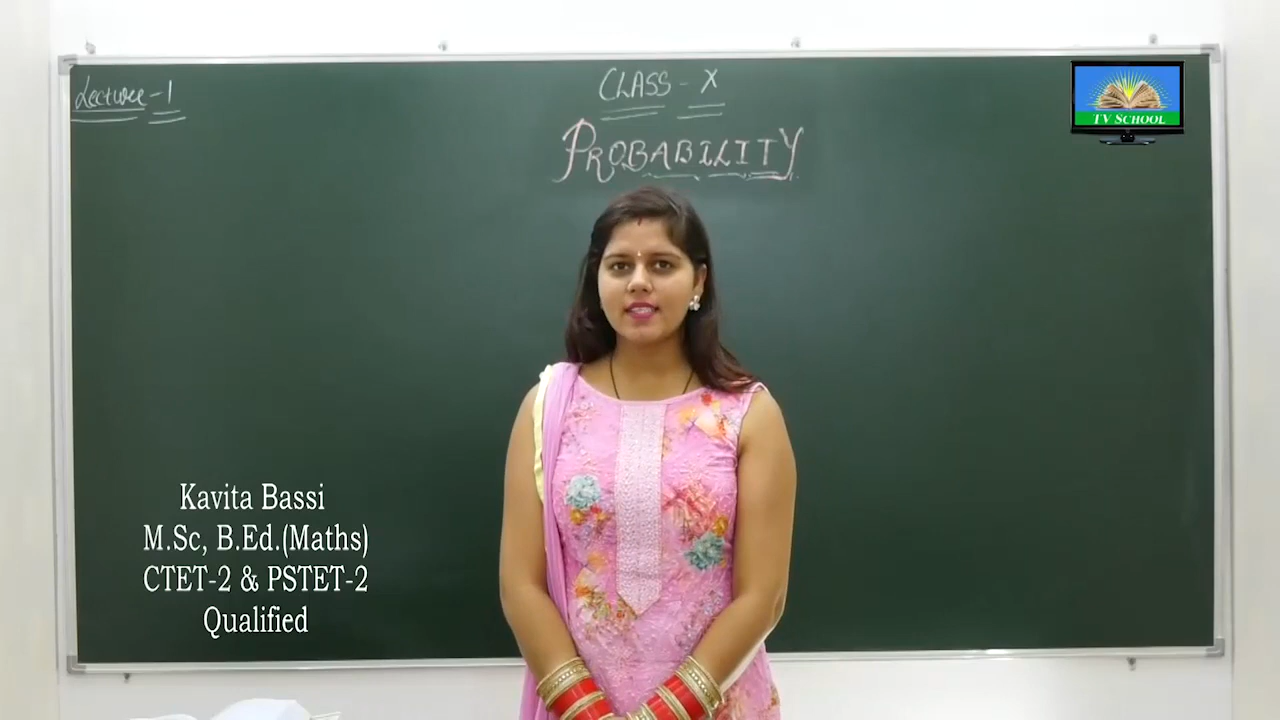 Lecture-1
CLASS - X
PROBABILITY
TV SCHOOL
Kavita Bassi
M.Sc, B.Ed.(Maths)
CTET-2 & PSTET-2
Qualified